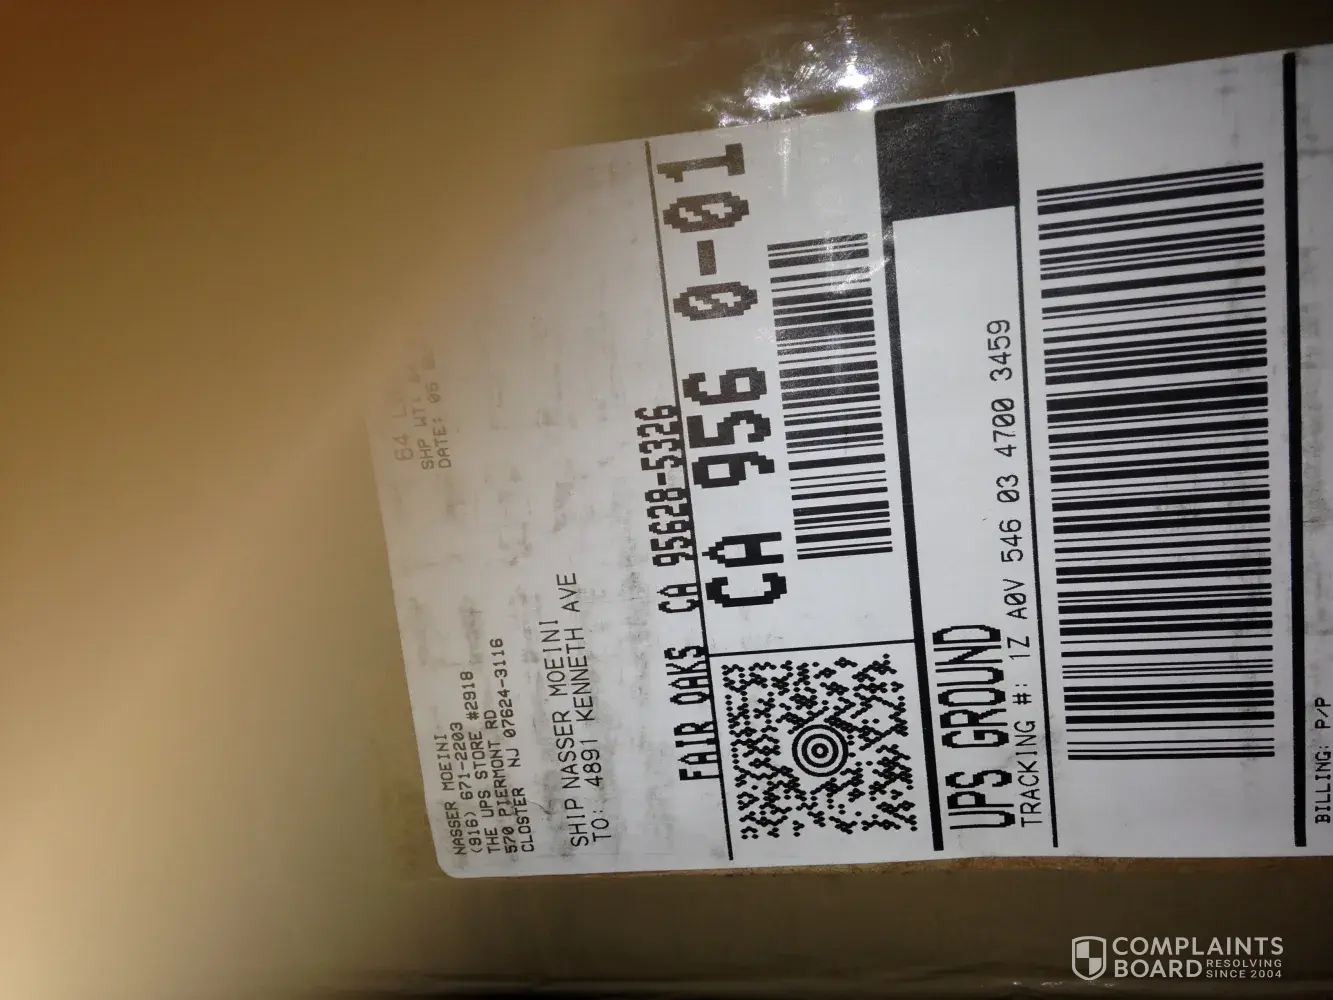 NASSER MOEINI
(916) 671-2203
THE UPS STORE #2918
570 PIERMONT RD
CLOSTER NJ 07624-3116
64
SHP WT:
DATE: 06
SHIP NASSER MOEINI
TO: 4891 KENNETH AVE
FAIR OAKS CA 95628-5326
CA 956 0-01
UPS GROUND
TRACKING #: 1Z A0V 546 03 4700 3459
BILLING: P/P
COMPLAINTS
BOARD RESOLVING
SINCE 2004